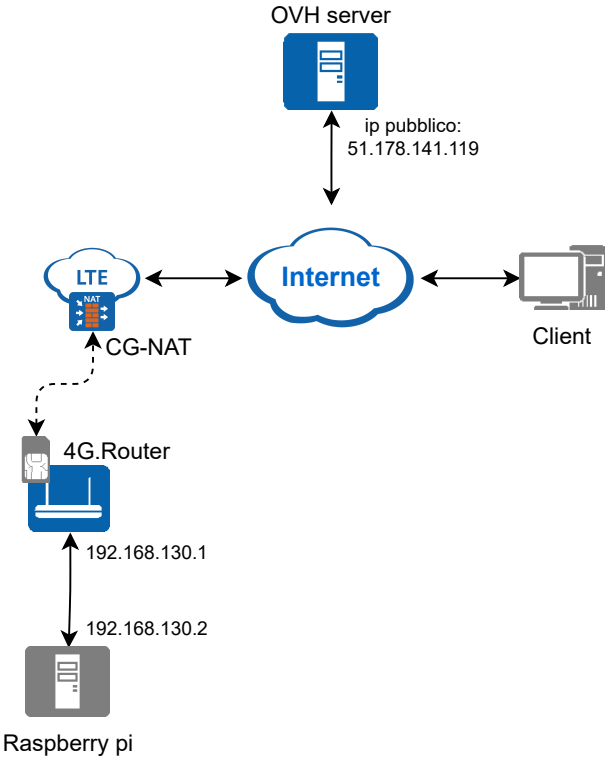 OVH server
ip pubblico:
51.178.141.119
LTE
NAT
Internet
Client
CG-NAT
4G.Router
192.168.130.1
192.168.130.2
Raspberry pi